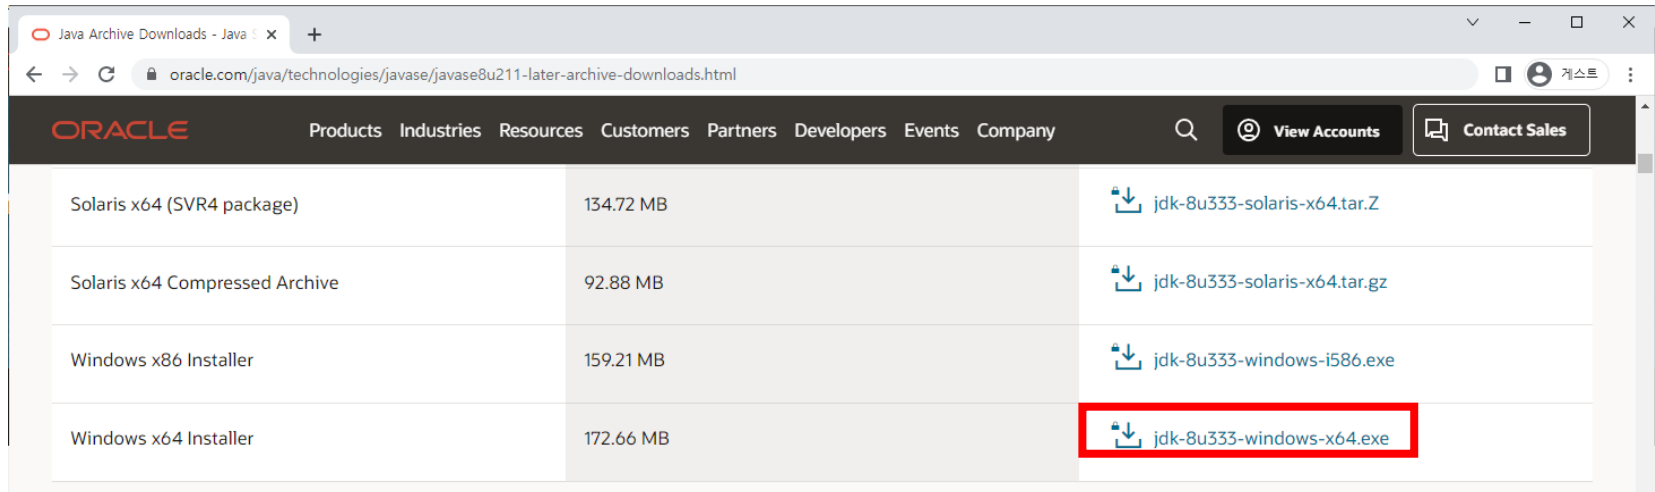 Java Archive Downloads - Java S
oracle.com/java/technologies/javase/javase8u211-later-archive-downloads.html
게스트
ORACLE
Products Industries Resources Customers Partners Developers Events Company
View Accounts
Contact Sales
Solaris x64 (SVR4 package) 134.72 MB jdk-8u333-solaris-x64.tar.Z
Solaris x64 Compressed Archive 92.88 MB jdk-8u333-solaris-x64.tar.gz
Windows x86 Installer 159.21 MB jdk-8u333-windows-i586.exe
Windows x64 Installer 172.66 MB jdk-8u333-windows-x64.exe